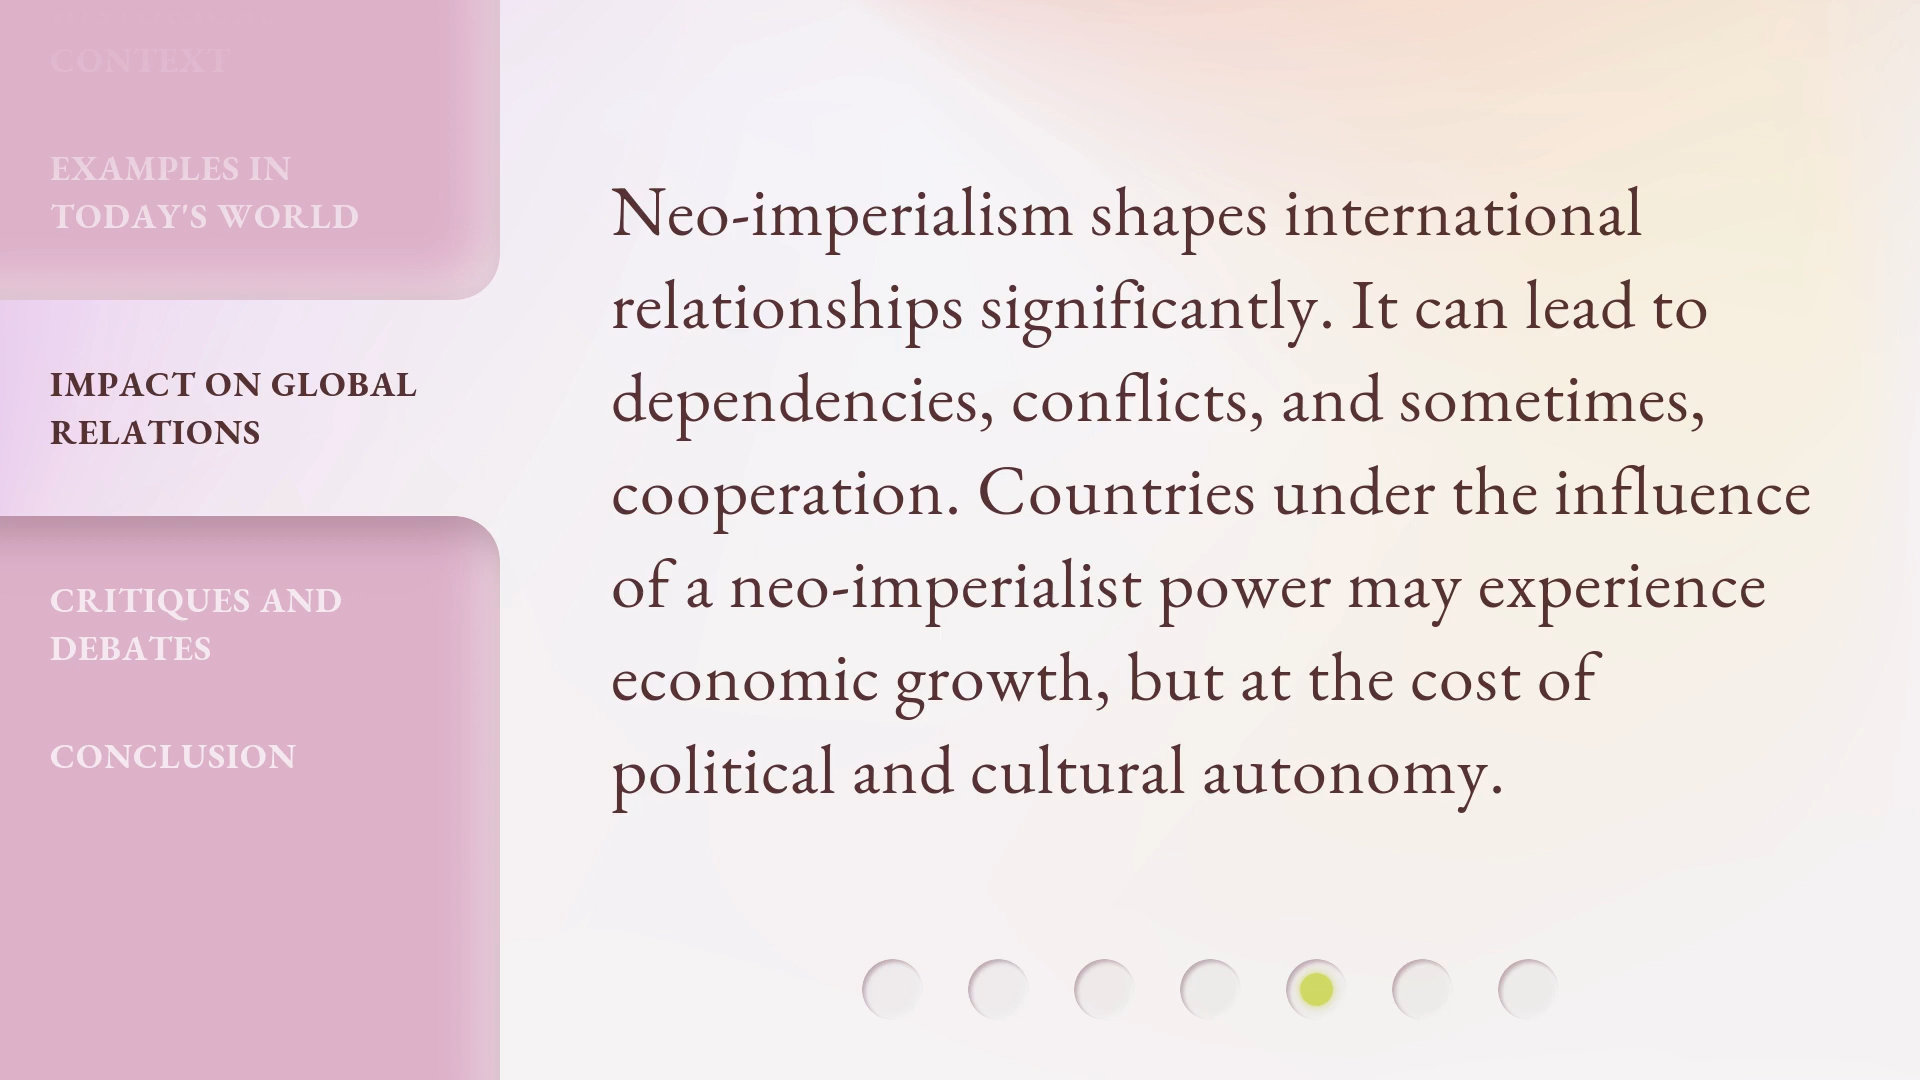 CONTEXT
EXAMPLES IN
TODAY'S WORLD
IMPACT ON GLOBAL
RELATIONS
CRITIQUES AND
DEBATES
CONCLUSION
Neo-imperialism shapes international
relationships significantly. It can lead to
dependencies, conflicts, and sometimes,
cooperation. Countries under the influence
of a neo-imperialist power may experience
economic growth, but at the cost of
political and cultural autonomy.